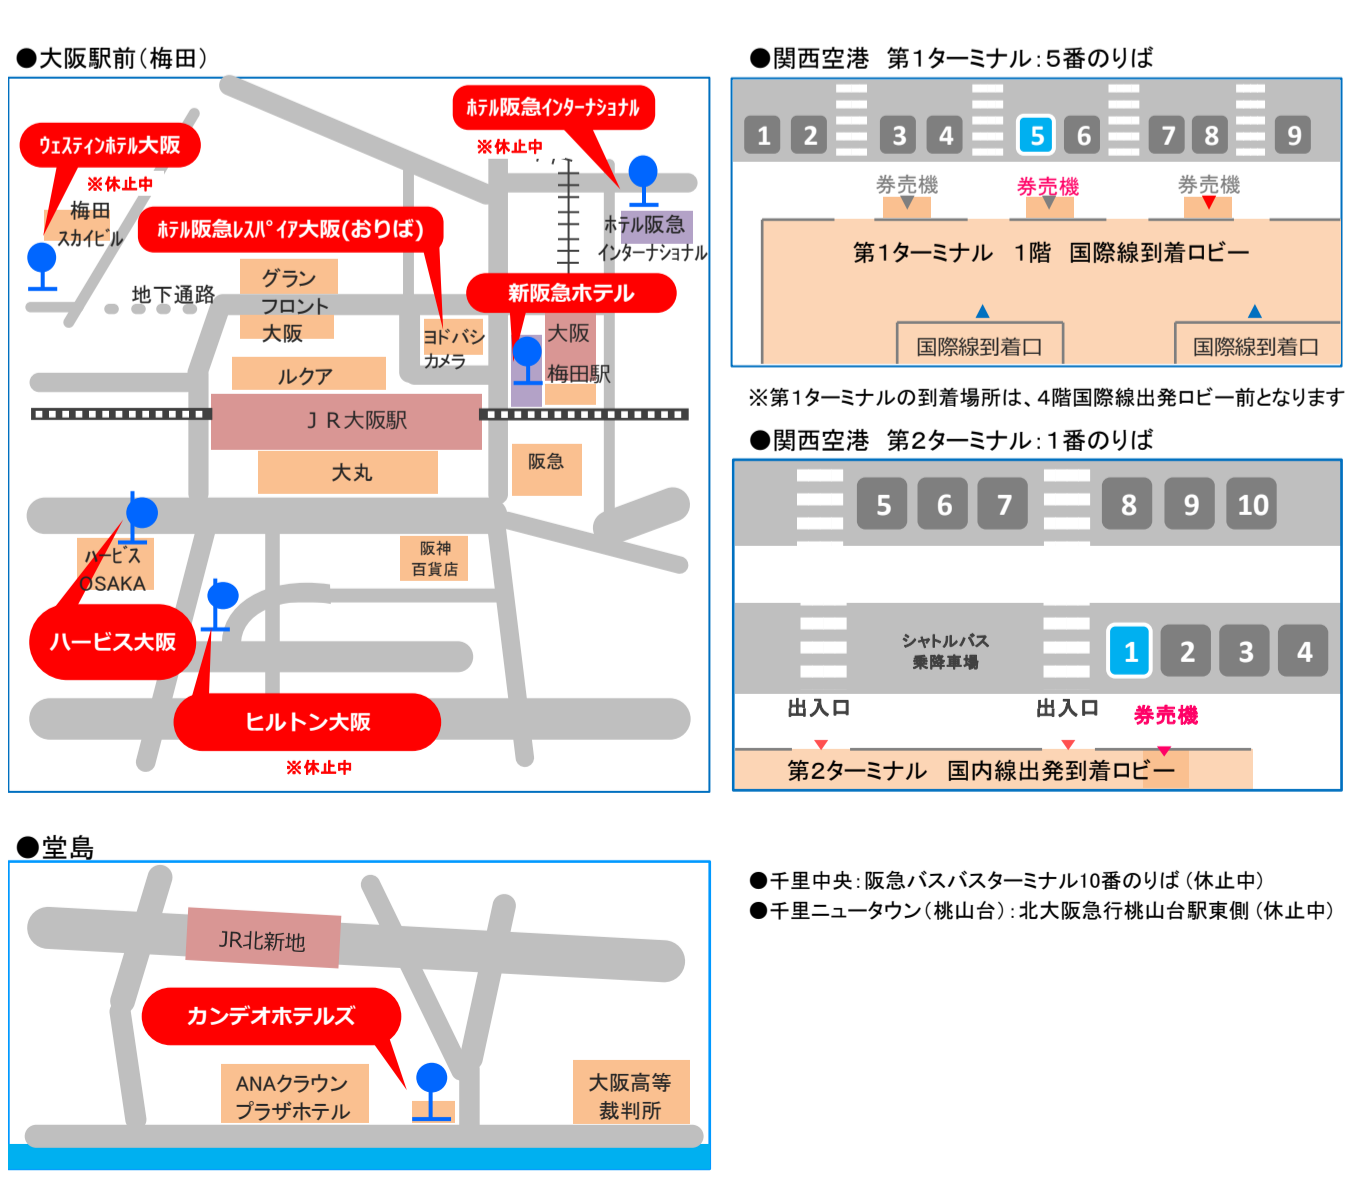 ●大阪駅前（梅田）
ホテル阪急インターナショナル
※休止中
ウェスティンホテル大阪
※休止中
梅田
スカイビル
ホテル阪急レスパイア大阪(おりば)
ホテル阪急
インターナショナル
地下通路
グラン
フロント
大阪
新阪急ホテル
ヨドバシ
カメラ
大阪
梅田駅
ルクア
ＪＲ大阪駅
大丸
阪急
ハービス
OSAKA
阪神
百貨店
ハービス大阪
ヒルトン大阪
※休止中
●関西空港　第１ターミナル：５番のりば
1 2 3 4 5 6 7 8 9
券売機 券売機 券売機
第１ターミナル　１階　国際線到着ロビー
国際線到着口 国際線到着口
※第１ターミナルの到着場所は、４階国際線出発ロビー前となります
●関西空港　第２ターミナル：１番のりば
5 6 7 8 9 10
シャトルバス
乗降車場
1 2 3 4
出入口 出入口 券売機
第２ターミナル　国内線出発到着ロビー
●堂島
JR北新地
カンデオホテルズ
ANAクラウン
プラザホテル
大阪高等
裁判所
●千里中央：阪急バスバスターミナル10番のりば（休止中）
●千里ニュータウン（桃山台）：北大阪急行桃山台駅東側（休止中）